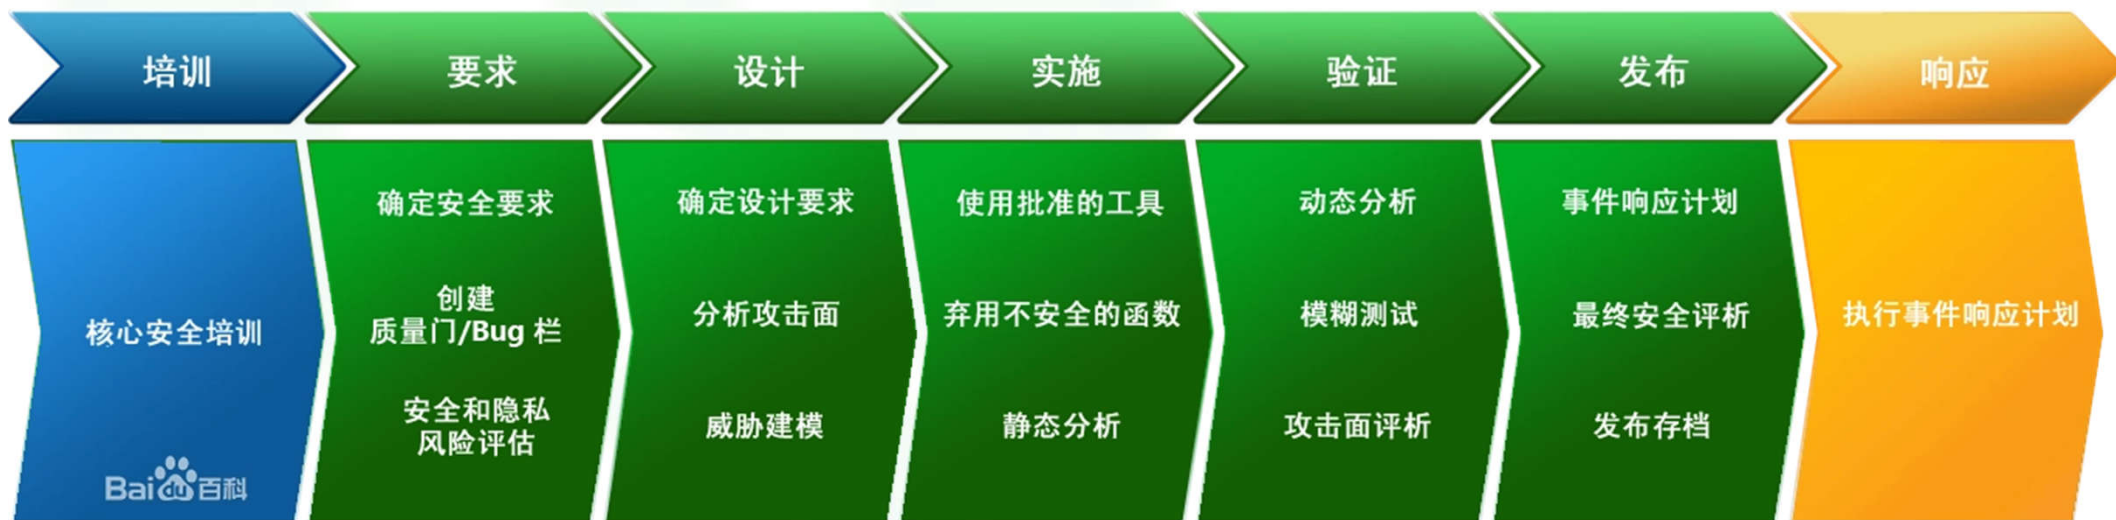 培训
要求
设计
实施
验证
发布
响应
核心安全培训
确定安全要求
创建
质量门/Bug 栏
安全和隐私
风险评估
确定设计要求
分析攻击面
威胁建模
使用批准的工具
弃用不安全的函数
静态分析
动态分析
模糊测试
攻击面评析
事件响应计划
最终安全评析
发布存档
执行事件响应计划
Baidu百科